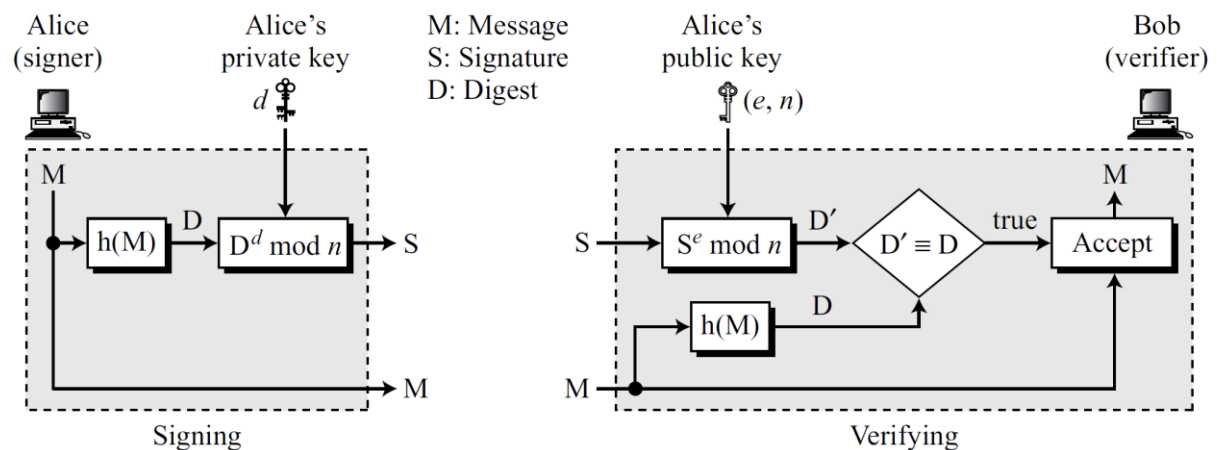 Alice
(signer)
Alice's
private key
d
M: Message
S: Signature
D: Digest
Alice's
public key
(e, n)
Bob
(verifier)
M
h(M)
D
D^d mod n
S
M
Signing
S
S^e mod n
D′
D′ ≡ D
true
Accept
M
h(M)
D
M
Verifying